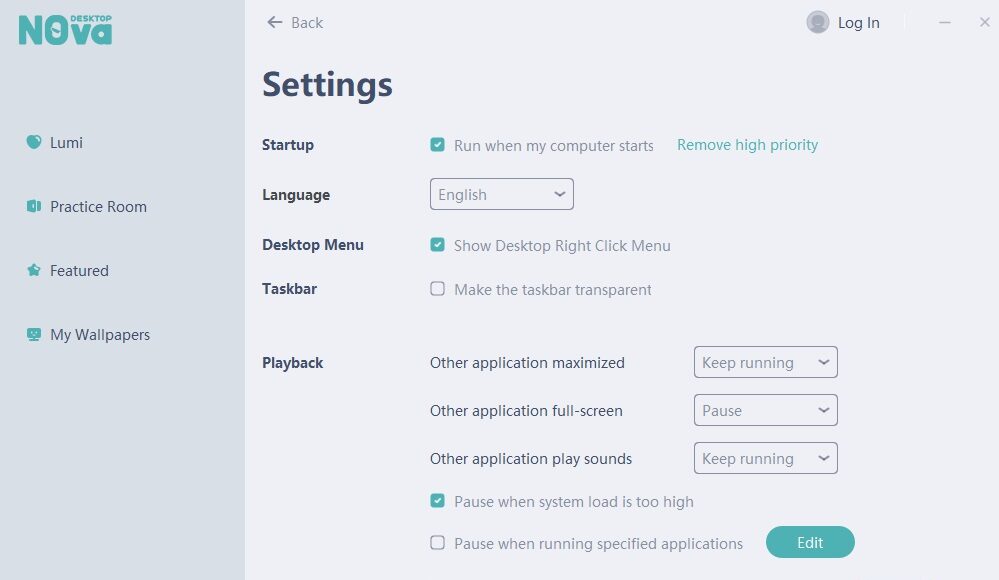 DESKTOP
N0va
Back
Log In
Settings
Lumi
Practice Room
Featured
My Wallpapers
Startup
Run when my computer starts
Remove high priority
Language
English
Desktop Menu
Show Desktop Right Click Menu
Taskbar
Make the taskbar transparent
Playback
Other application maximized
Keep running
Other application full-screen
Pause
Other application play sounds
Keep running
Pause when system load is too high
Pause when running specified applications
Edit